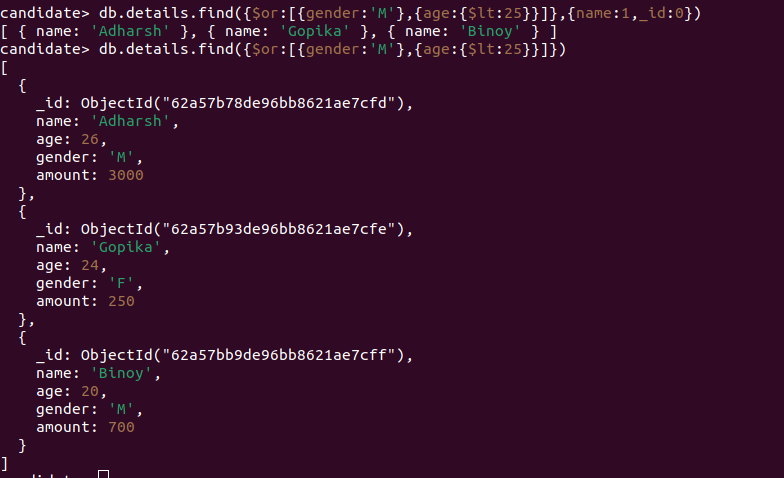 candidate> db.details.find({$or:[{gender:'M'},{age:{$lt:25}}]},{name:1,_id:0})
[ { name: 'Adharsh' }, { name: 'Gopika' }, { name: 'Binoy' } ]
candidate> db.details.find({$or:[{gender:'M'},{age:{$lt:25}}]})
[
  {
    _id: ObjectId("62a57b78de96bb8621ae7cfd"),
    name: 'Adharsh',
    age: 26,
    gender: 'M',
    amount: 3000
  },
  {
    _id: ObjectId("62a57b93de96bb8621ae7cfe"),
    name: 'Gopika',
    age: 24,
    gender: 'F',
    amount: 250
  },
  {
    _id: ObjectId("62a57bb9de96bb8621ae7cff"),
    name: 'Binoy',
    age: 20,
    gender: 'M',
    amount: 700
  }
]